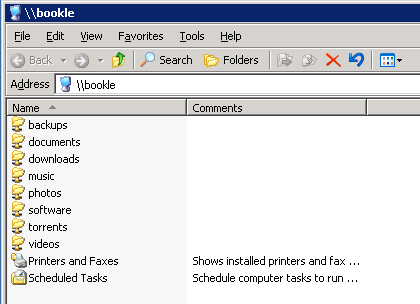 \\bookle
File Edit View Favorites Tools Help
Back Search Folders
Address \\bookle
Name Comments
backups
documents
downloads
music
photos
software
torrents
videos
Printers and Faxes Shows installed printers and fax ...
Scheduled Tasks Schedule computer tasks to run ...